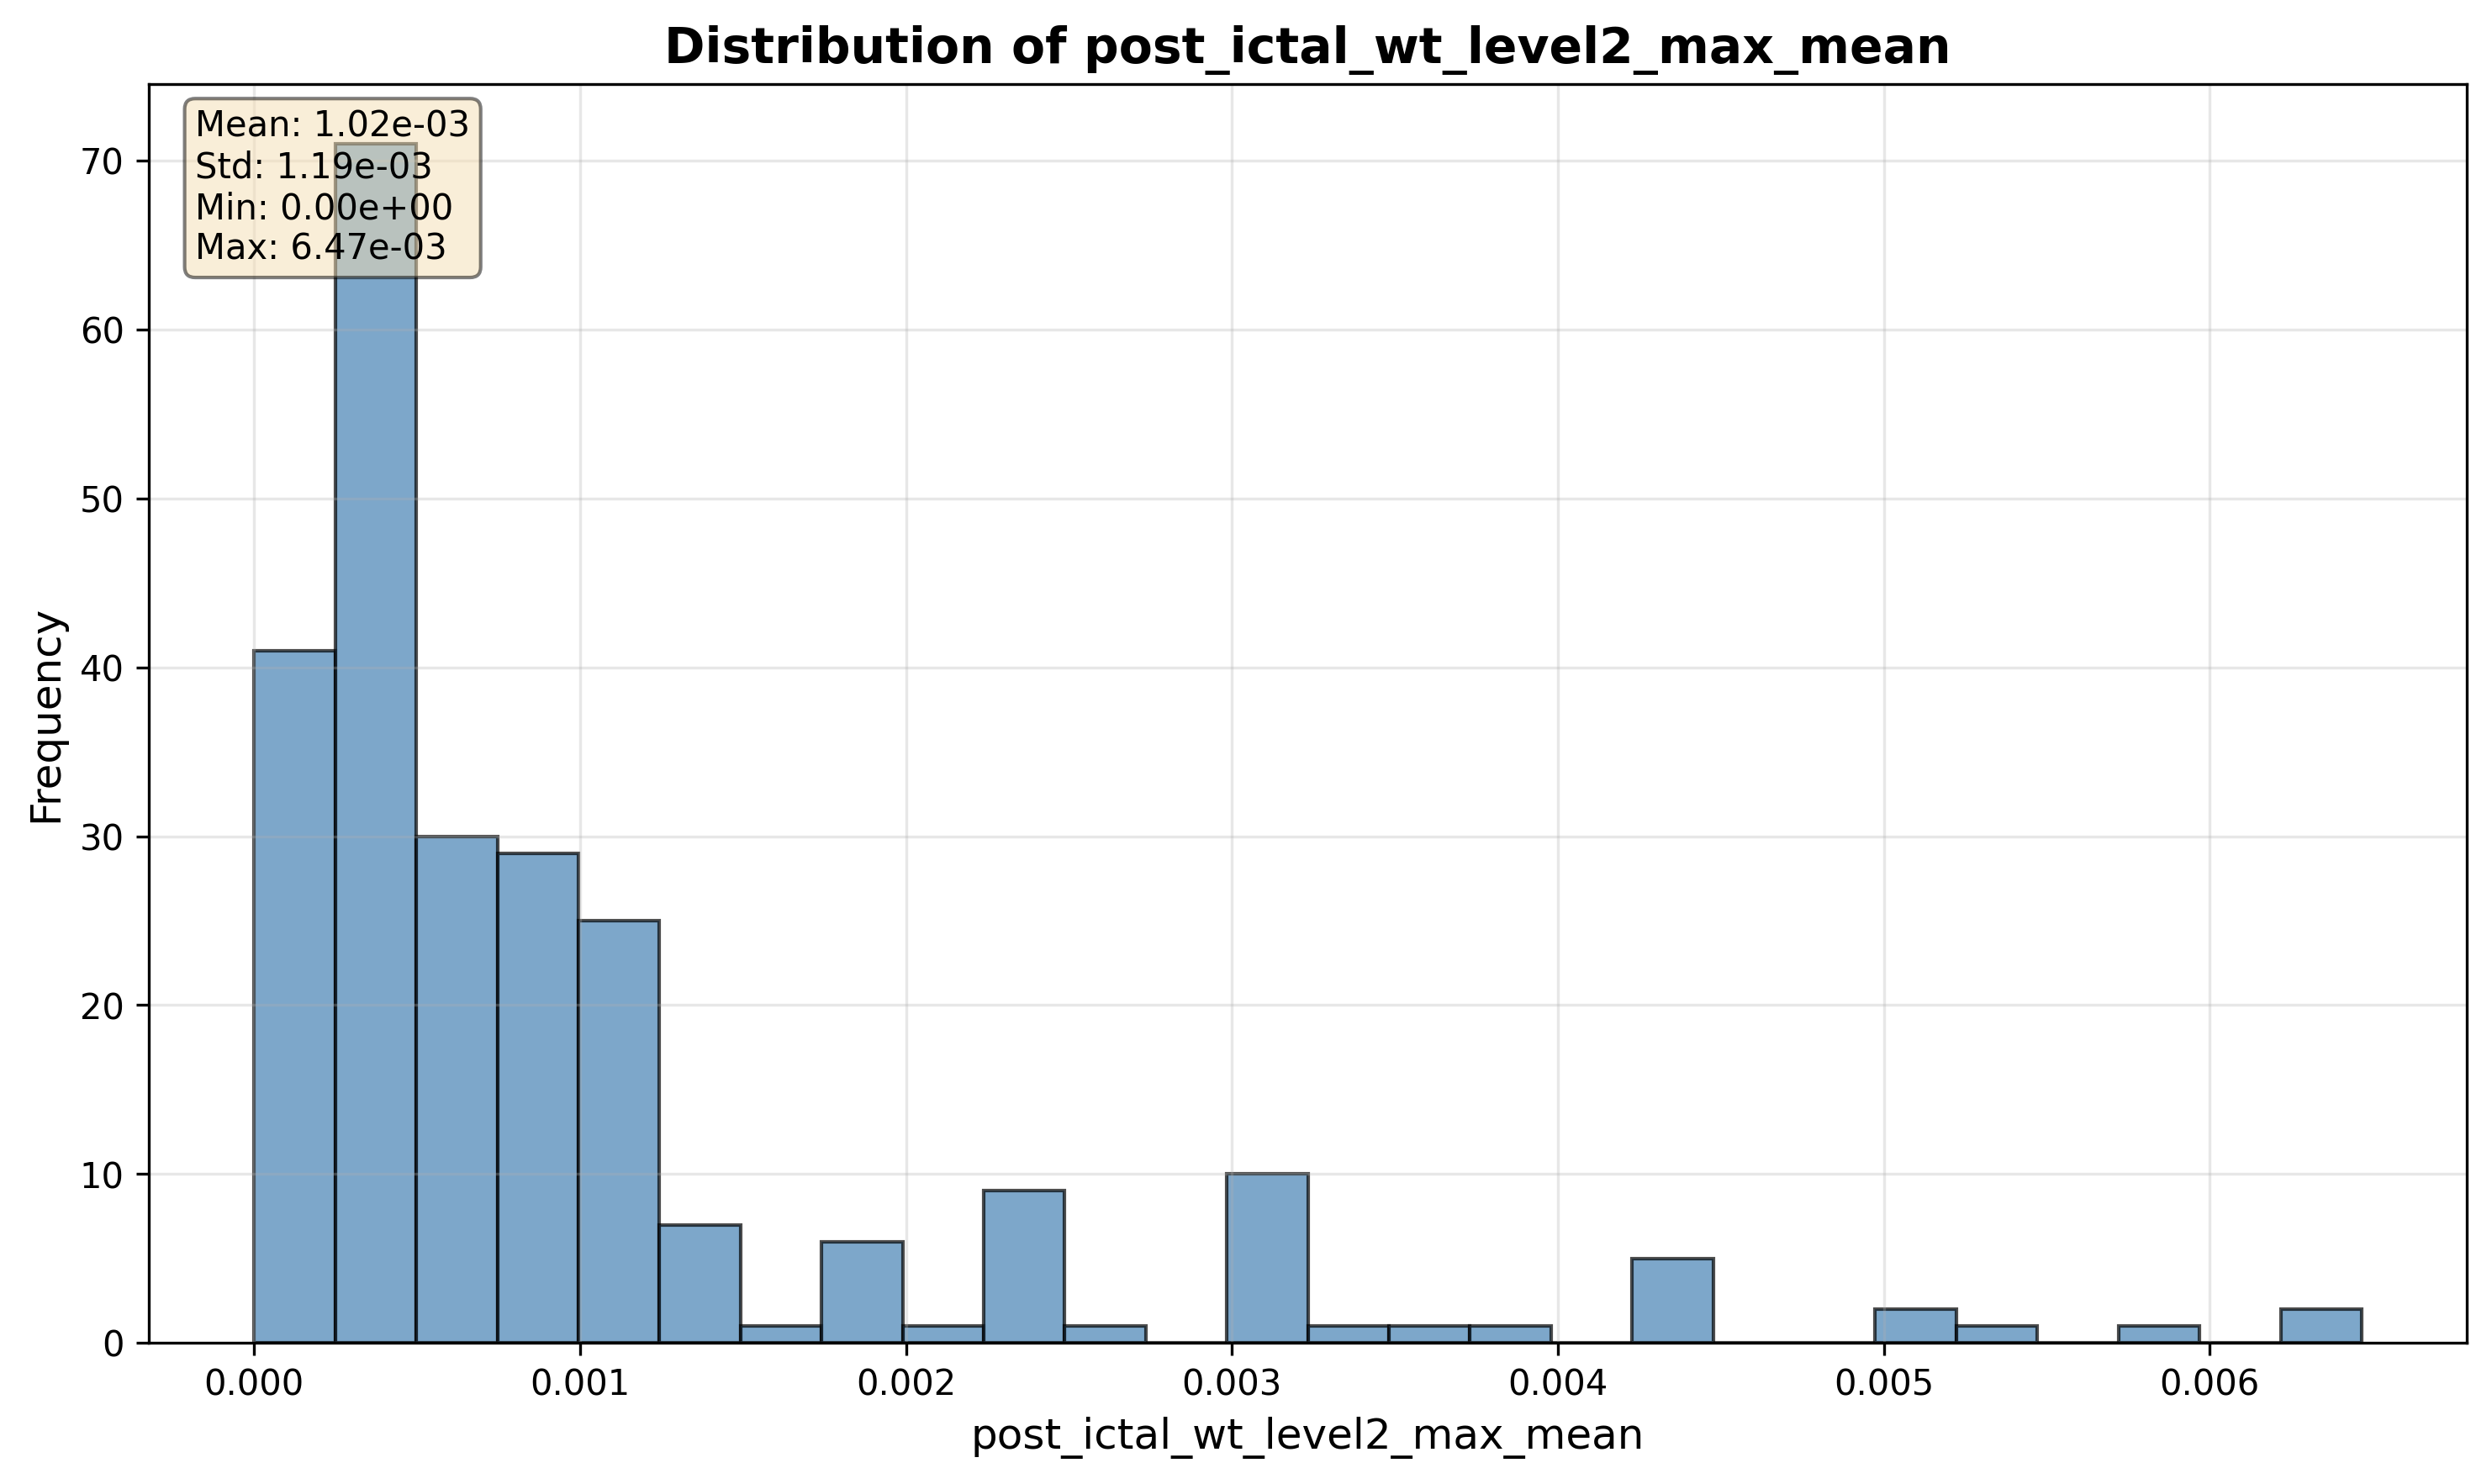 Distribution of post_ictal_wt_level2_max_mean
Mean: 1.02e-03
Std: 1.19e-03
Min: 0.00e+00
Max: 6.47e-03
Frequency
70
60
50
40
30
20
10
0
0.000 0.001 0.002 0.003 0.004 0.005 0.006
post_ictal_wt_level2_max_mean